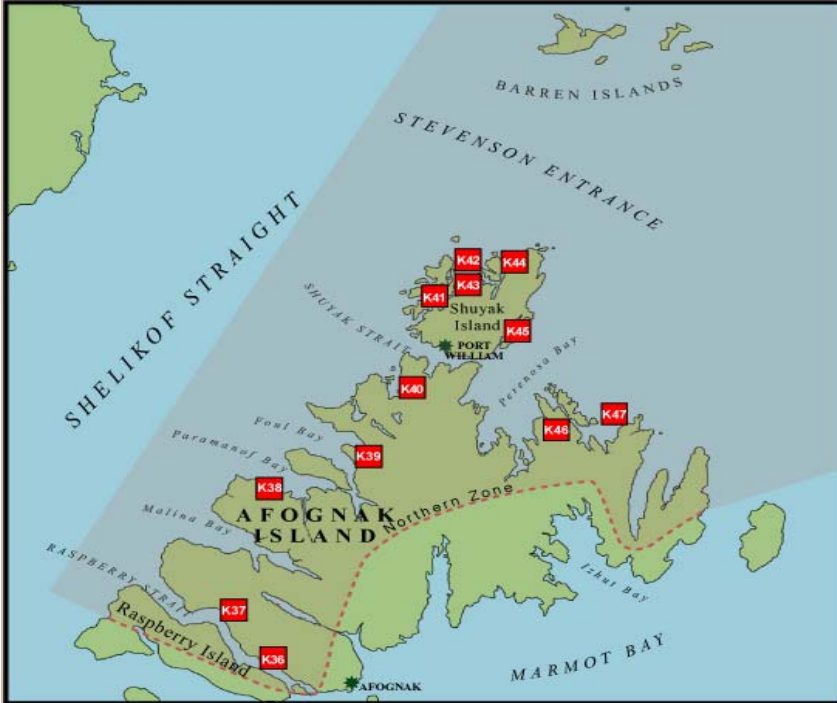 BARREN ISLANDS
STEVENSON ENTRANCE
SHELIKOF STRAIGHT
K42
K44
K43
K41
Shuyak
Island
K45
SHUYAK STRAIT
PORT
WILLIAM
Perenosa Bay
K40
K47
K46
Foul Bay
K39
Paramanof Bay
K38
Northern Zone
AFOGNAK
ISLAND
Malina Bay
RASPBERRY STRAIT
Izhut Bay
K37
Raspberry Island
K36
MARMOT BAY
AFOGNAK